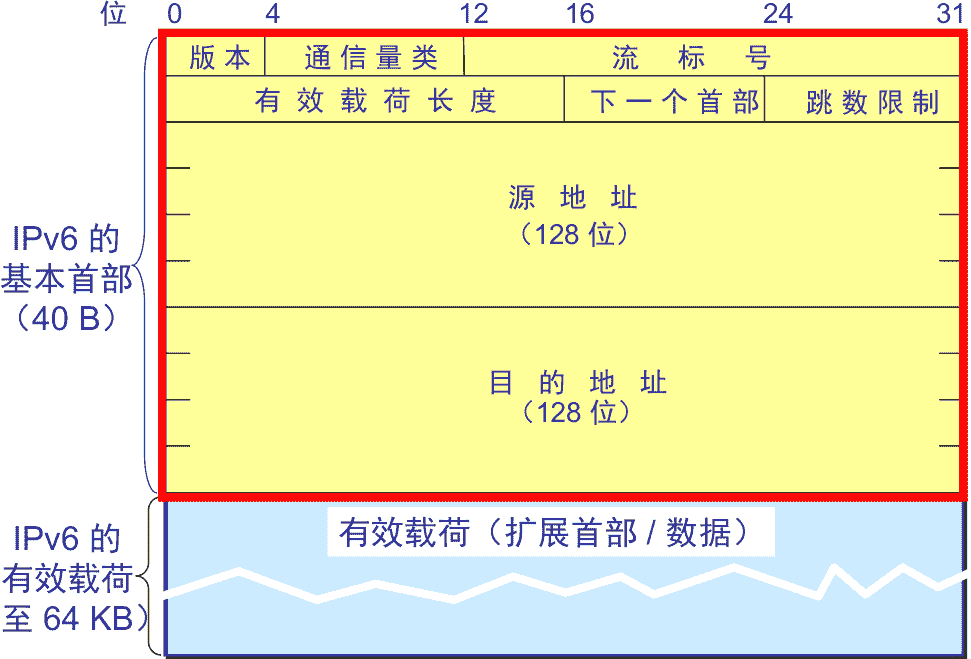 位 0 4 12 16 24 31
版本 通信量类 流标号
有效载荷长度 下一个首部 跳数限制
源地址
（128 位）
IPv6 的
基本首部
（40 B）
目的地址
（128 位）
有效载荷（扩展首部 / 数据）
IPv6 的
有效载荷
至 64 KB）